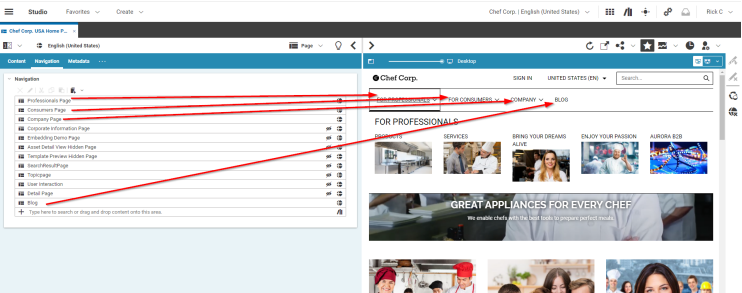 Studio
Favorites
Create
Chef Corp. | English (United States)
Rick C
Chef Corp. USA Home P...
English (United States)
Page
Desktop
Content
Navigation
Metadata
Navigation
Professionals Page
Consumers Page
Company Page
Corporate Information Page
Embedding Demo Page
Asset Detail View Hidden Page
Template Preview Hidden Page
SearchResultPage
Topicpage
User Interaction
Detail Page
Blog
Type here to search or drag and drop content onto this area.
Chef Corp.
SIGN IN
UNITED STATES (EN)
Search...
FOR PROFESSIONALS
FOR CONSUMERS
COMPANY
BLOG
FOR PROFESSIONALS
PRODUCTS
SERVICES
BRING YOUR DREAMS ALIVE
ENJOY YOUR PASSION
AURORA B2B
GREAT APPLIANCES FOR EVERY CHEF
We enable chefs with the best tools to prepare perfect meals.